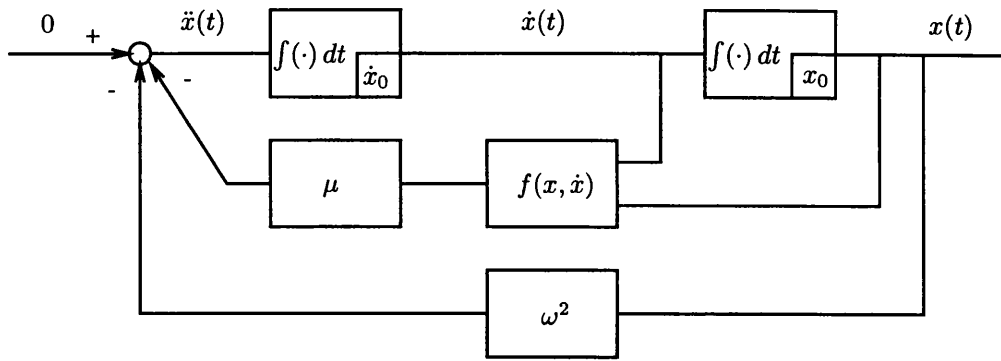 0
+
ẍ(t)
ẋ(t)
x(t)
∫(·) dt
ẋ₀
∫(·) dt
x₀
-
-
μ
f(x, ẋ)
ω²